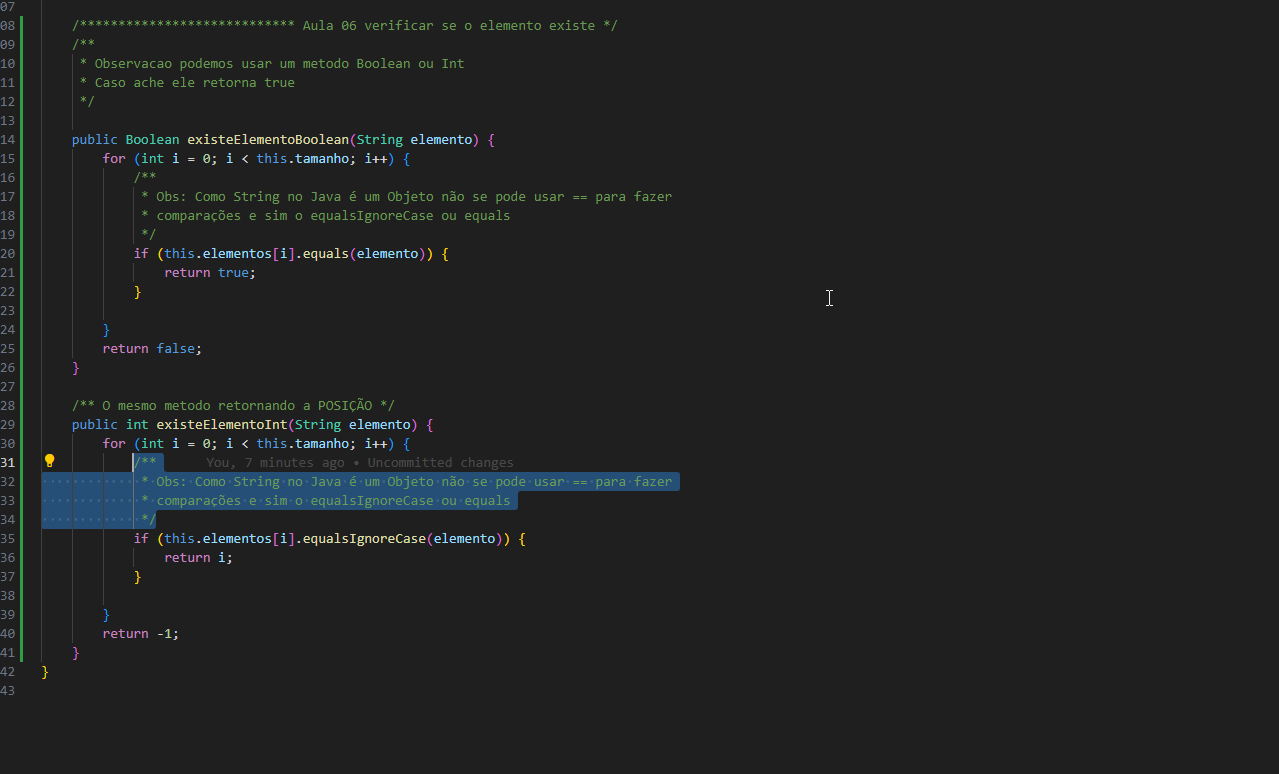 07
08 /**************************** Aula 06 verificar se o elemento existe */
09 /**
10 * Observacao podemos usar um metodo Boolean ou Int
11 * Caso ache ele retorna true
12 */
13
14 public Boolean existeElementoBoolean(String elemento) {
15 for (int i = 0; i < this.tamanho; i++) {
16 /**
17 * Obs: Como String no Java é um Objeto não se pode usar == para fazer
18 * comparações e sim o equalsIgnoreCase ou equals
19 */
20 if (this.elementos[i].equals(elemento)) {
21 return true;
22 }
23
24 }
25 return false;
26 }
27
28 /** O mesmo metodo retornando a POSIÇÃO */
29 public int existeElementoInt(String elemento) {
30 for (int i = 0; i < this.tamanho; i++) {
31 /** You, 7 minutes ago • Uncommitted changes
32 * Obs: Como String no Java é um Objeto não se pode usar == para fazer
33 * comparações e sim o equalsIgnoreCase ou equals
34 */
35 if (this.elementos[i].equalsIgnoreCase(elemento)) {
36 return i;
37 }
38
39 }
40 return -1;
41 }
42 }
43